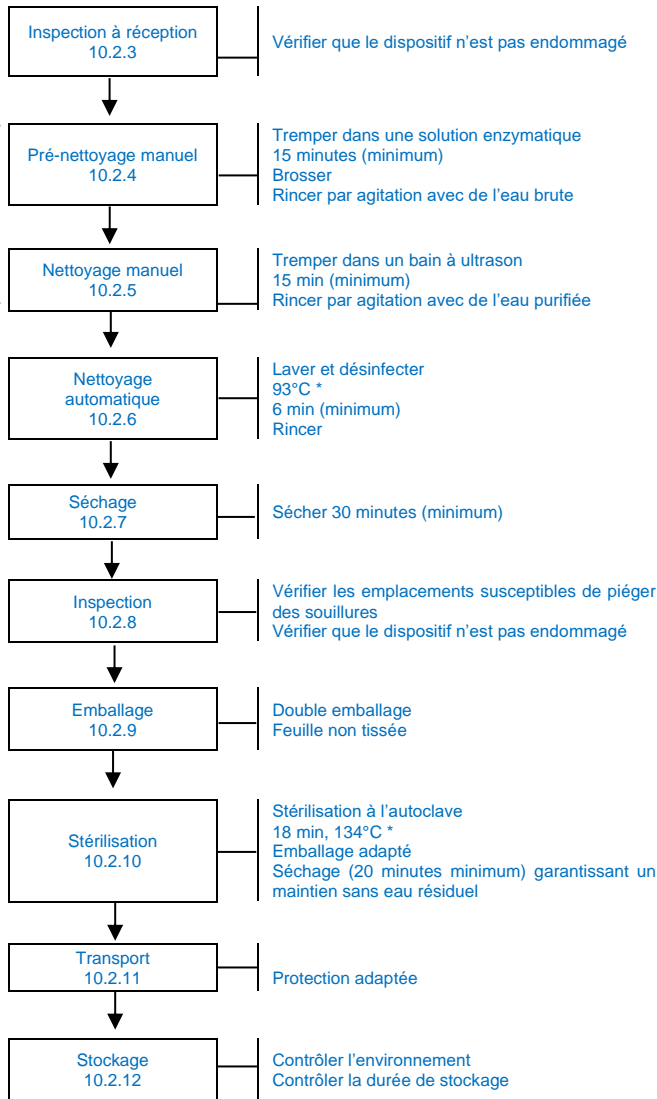 Inspection à réception
10.2.3
Vérifier que le dispositif n'est pas endommagé
Pré-nettoyage manuel
10.2.4
Tremper dans une solution enzymatique
15 minutes (minimum)
Brosser
Rincer par agitation avec de l'eau brute
Nettoyage manuel
10.2.5
Tremper dans un bain à ultrason
15 min (minimum)
Rincer par agitation avec de l'eau purifiée
Nettoyage
automatique
10.2.6
Laver et désinfecter
93°C *
6 min (minimum)
Rincer
Séchage
10.2.7
Sécher 30 minutes (minimum)
Inspection
10.2.8
Vérifier les emplacements susceptibles de piéger
des souillures
Vérifier que le dispositif n'est pas endommagé
Emballage
10.2.9
Double emballage
Feuille non tissée
Stérilisation
10.2.10
Stérilisation à l'autoclave
18 min, 134°C *
Emballage adapté
Séchage (20 minutes minimum) garantissant un
maintien sans eau résiduel
Transport
10.2.11
Protection adaptée
Stockage
10.2.12
Contrôler l'environnement
Contrôler la durée de stockage